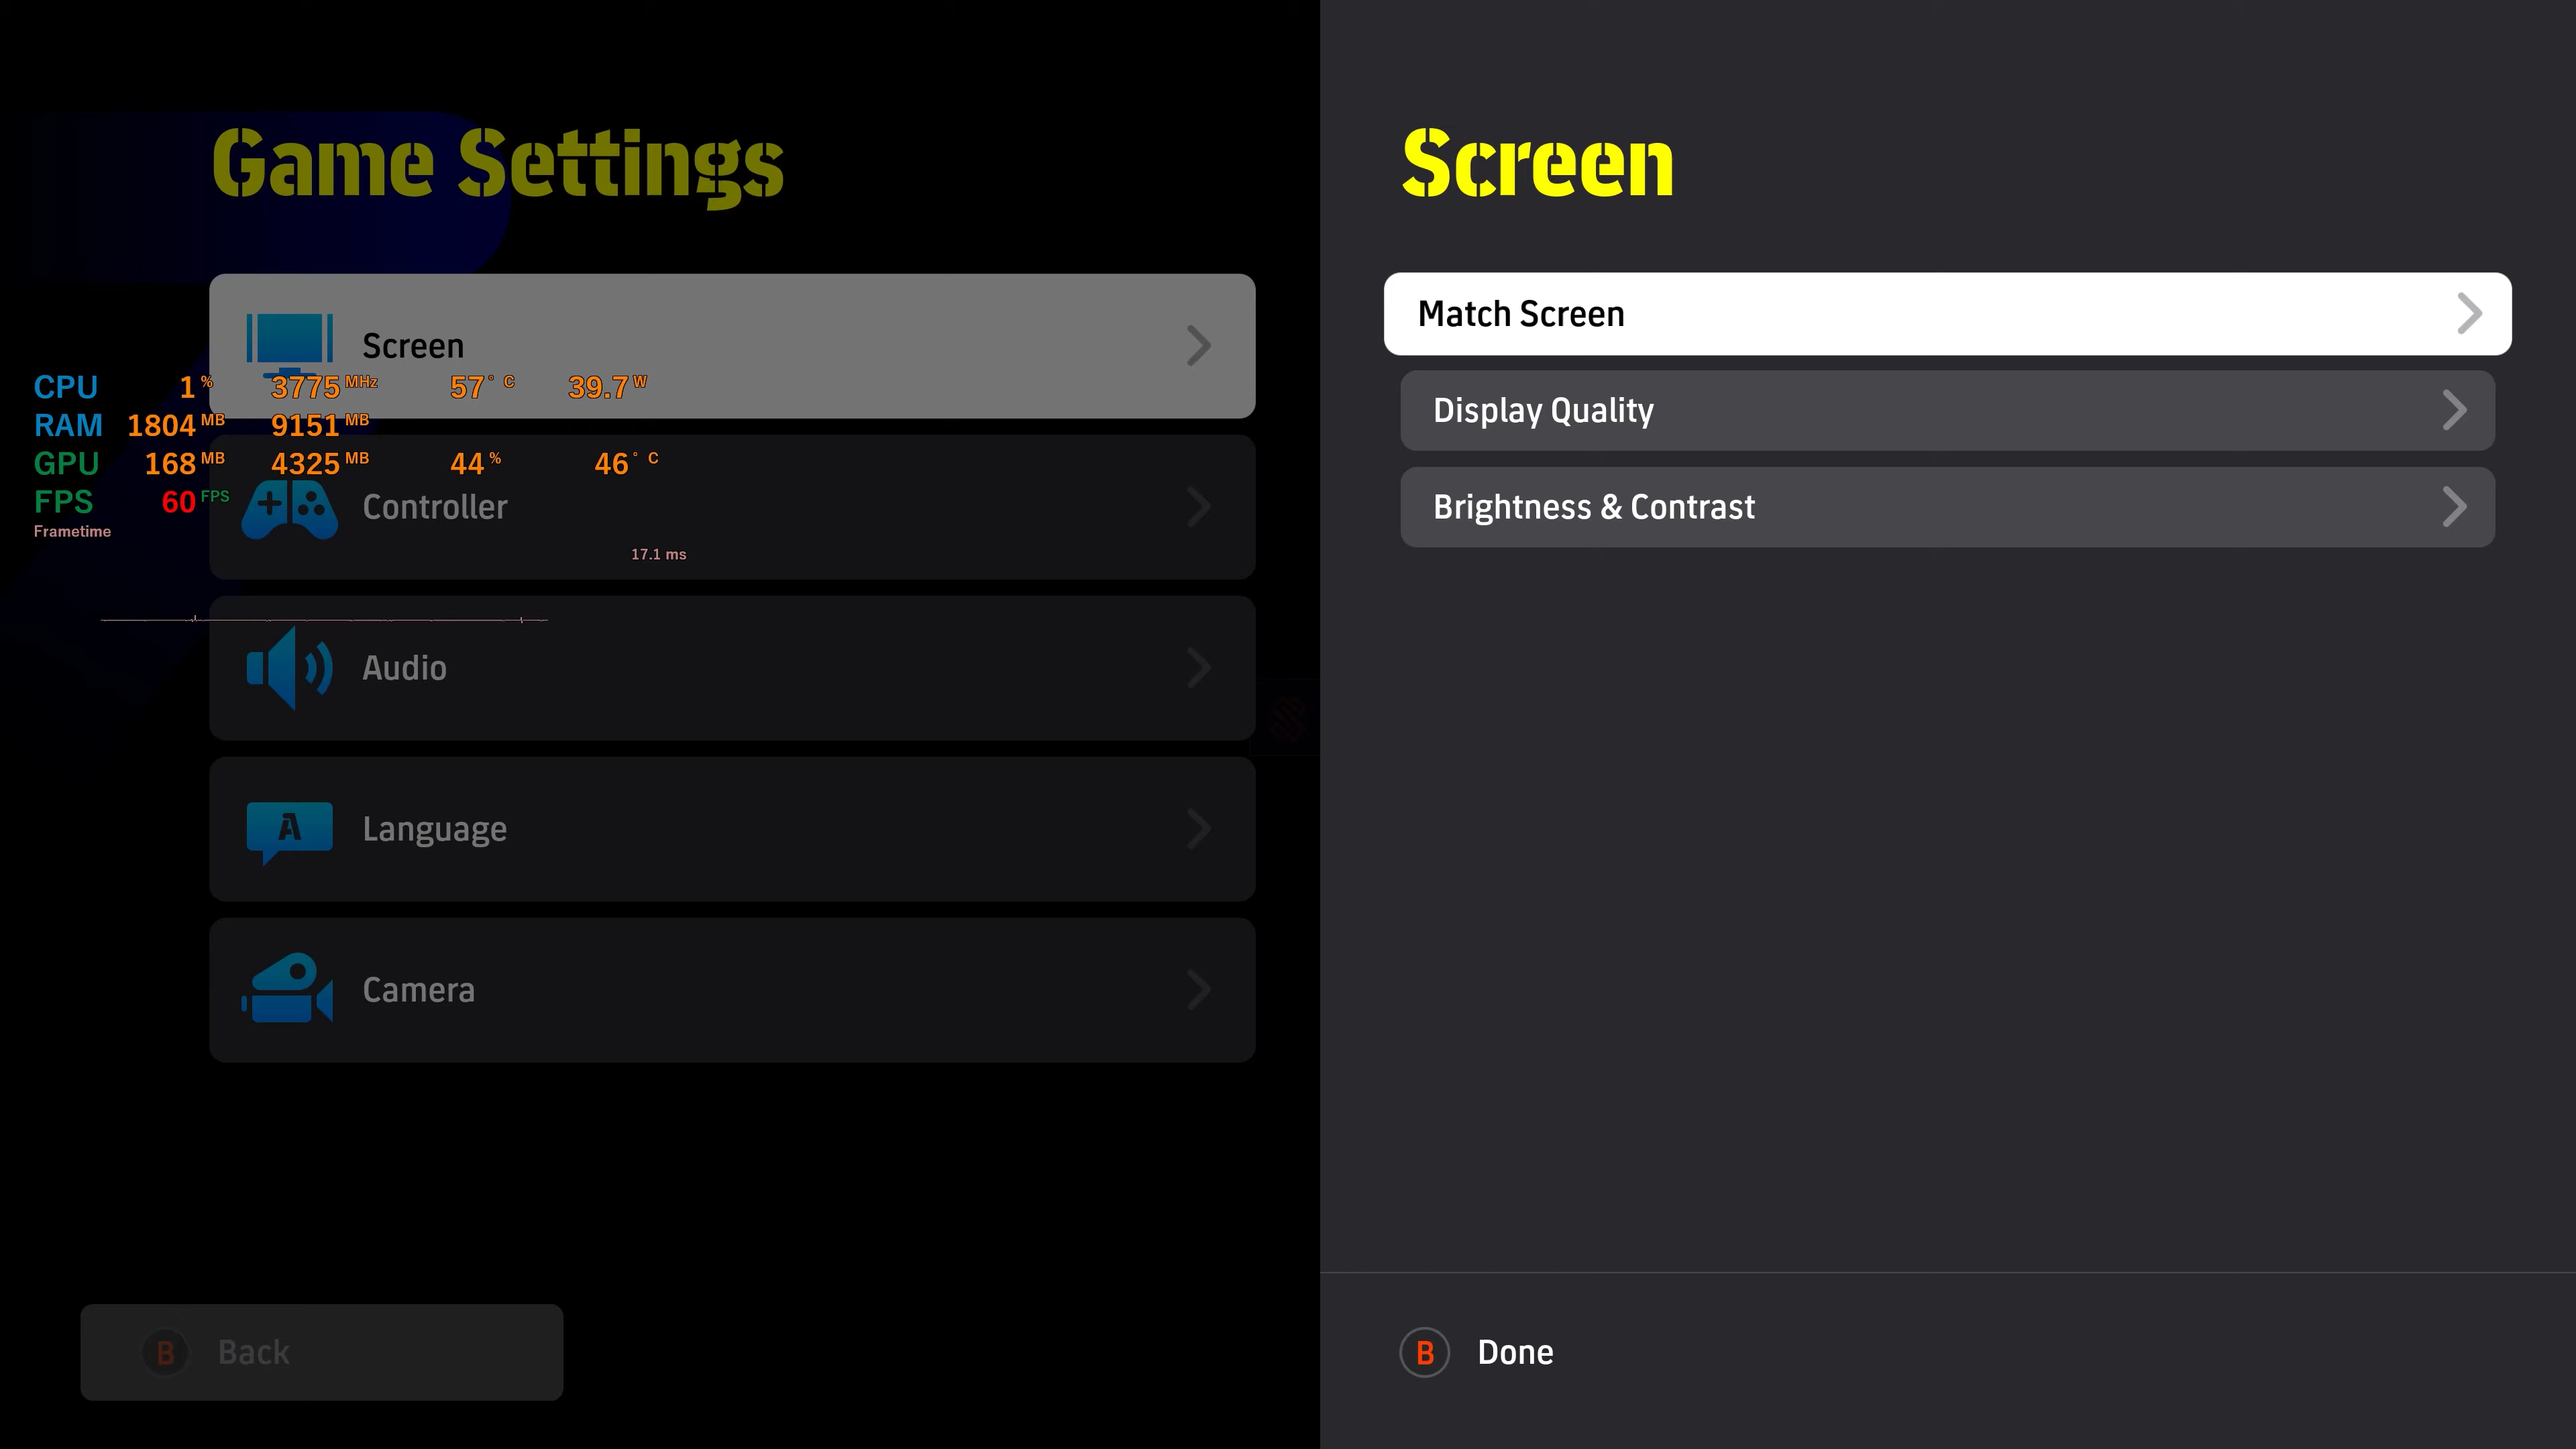 Game Settings
Screen
CPU 1 % 3775 MHz 57 ° C 39.7 W
RAM 1804 MB 9151 MB
GPU 168 MB 4325 MB 44 % 46 ° C
FPS 60 FPS
Frametime
17.1 ms
Controller
Audio
A
Language
Camera
B Back
Screen
Match Screen
Display Quality
Brightness & Contrast
B Done